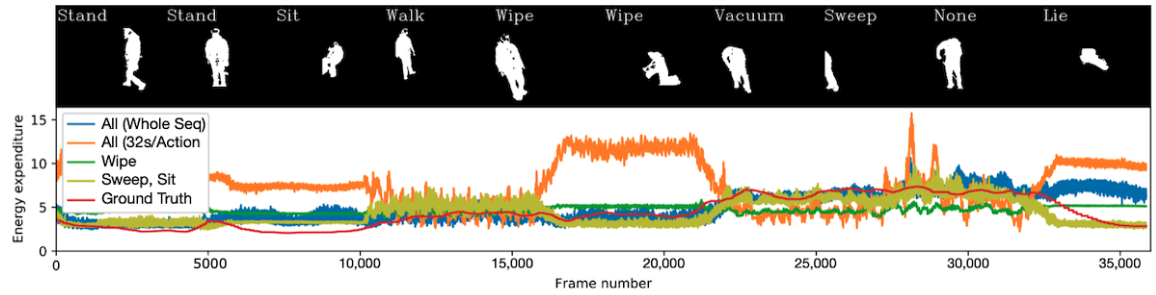 Stand Stand Sit Walk Wipe Wipe Vacuum Sweep None Lie
Energy expenditure
15
10
5
0
All (Whole Seq)
All (32s/Action
Wipe
Sweep, Sit
Ground Truth
0 5000 10,000 15,000 20,000 25,000 30,000 35,000
Frame number